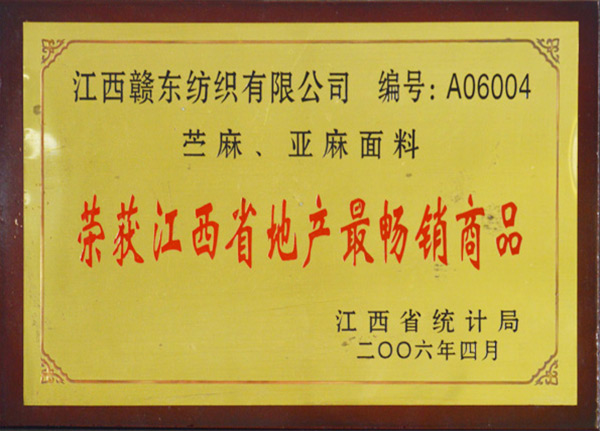 江西赣东纺织有限公司 编号：A06004
苎麻、亚麻面料
荣获江西省地产最畅销商品
江西省统计局
二〇〇六年四月